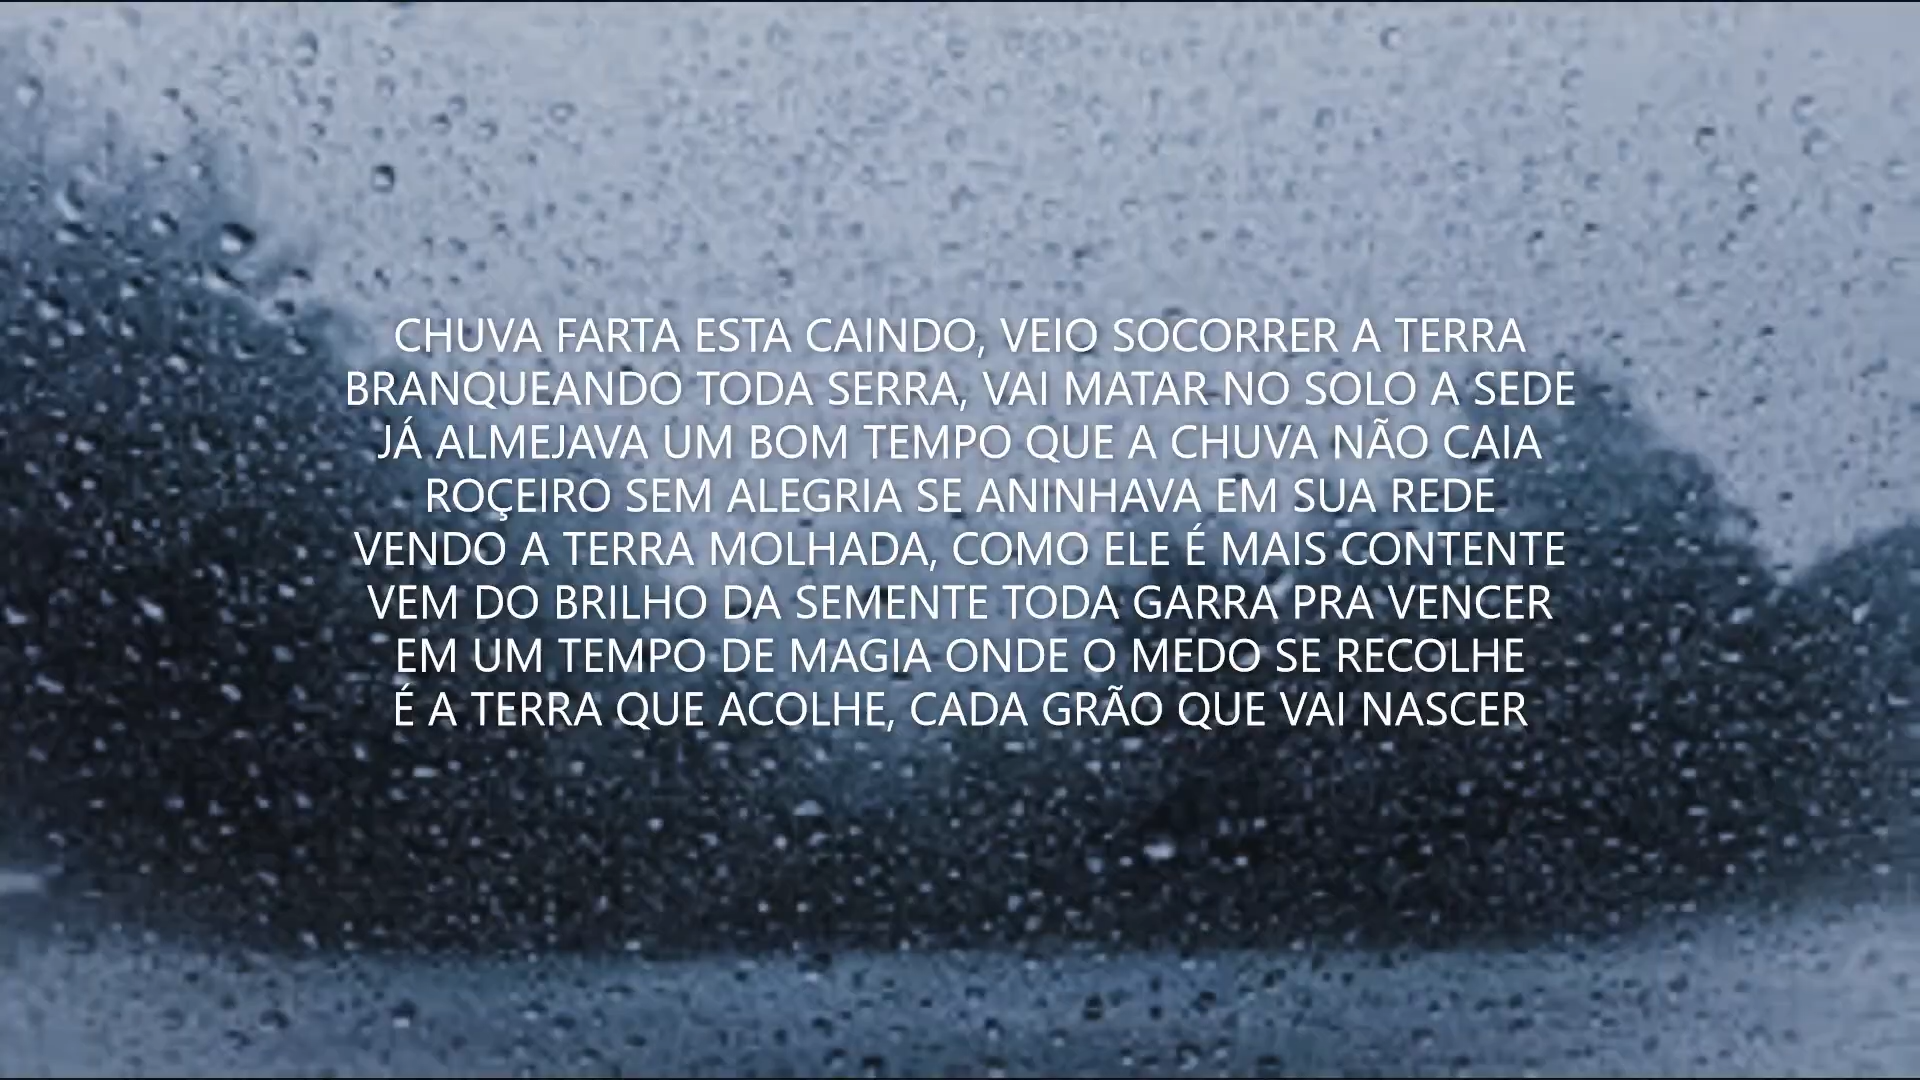 CHUVA FARTA ESTA CAINDO, VEIO SOCORRER A TERRA
BRANQUEANDO TODA SERRA, VAI MATAR NO SOLO A SEDE
JÁ ALMEJAVA UM BOM TEMPO QUE A CHUVA NÃO CAIA
ROÇEIRO SEM ALEGRIA SE ANINHAVA EM SUA REDE
VENDO A TERRA MOLHADA, COMO ELE É MAIS CONTENTE
VEM DO BRILHO DA SEMENTE TODA GARRA PRA VENCER
EM UM TEMPO DE MAGIA ONDE O MEDO SE RECOLHE
É A TERRA QUE ACOLHE, CADA GRÃO QUE VAI NASCER